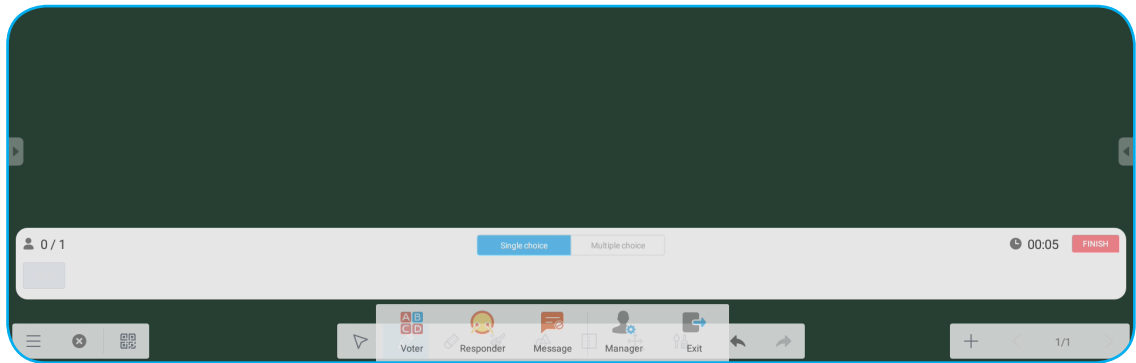 0 / 1
Single choice
Multiple choice
00:05
FINISH
A B
C D
Voter
Responder
Message
Manager
Exit
1/1